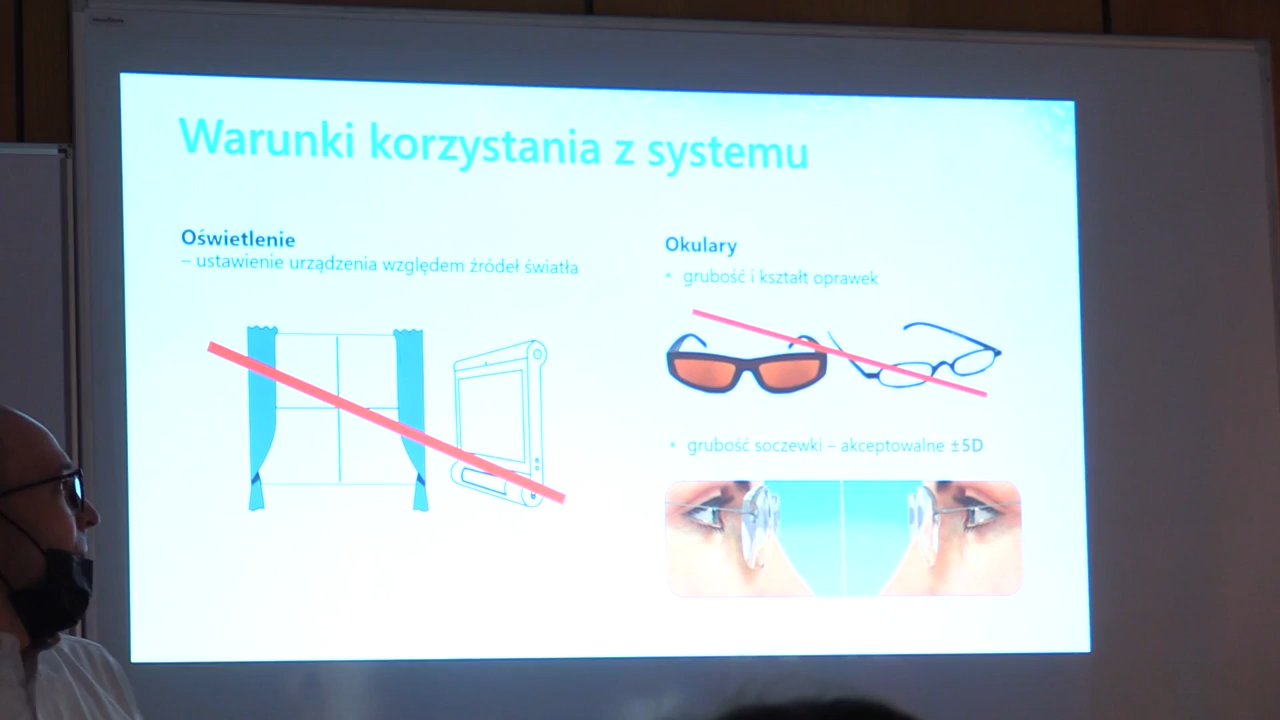 Warunki korzystania z systemu
Oświetlenie
– ustawienie urządzenia względem źródeł światła
Okulary
• grubość i kształt oprawek
• grubość soczewki – akceptowalne ±5D